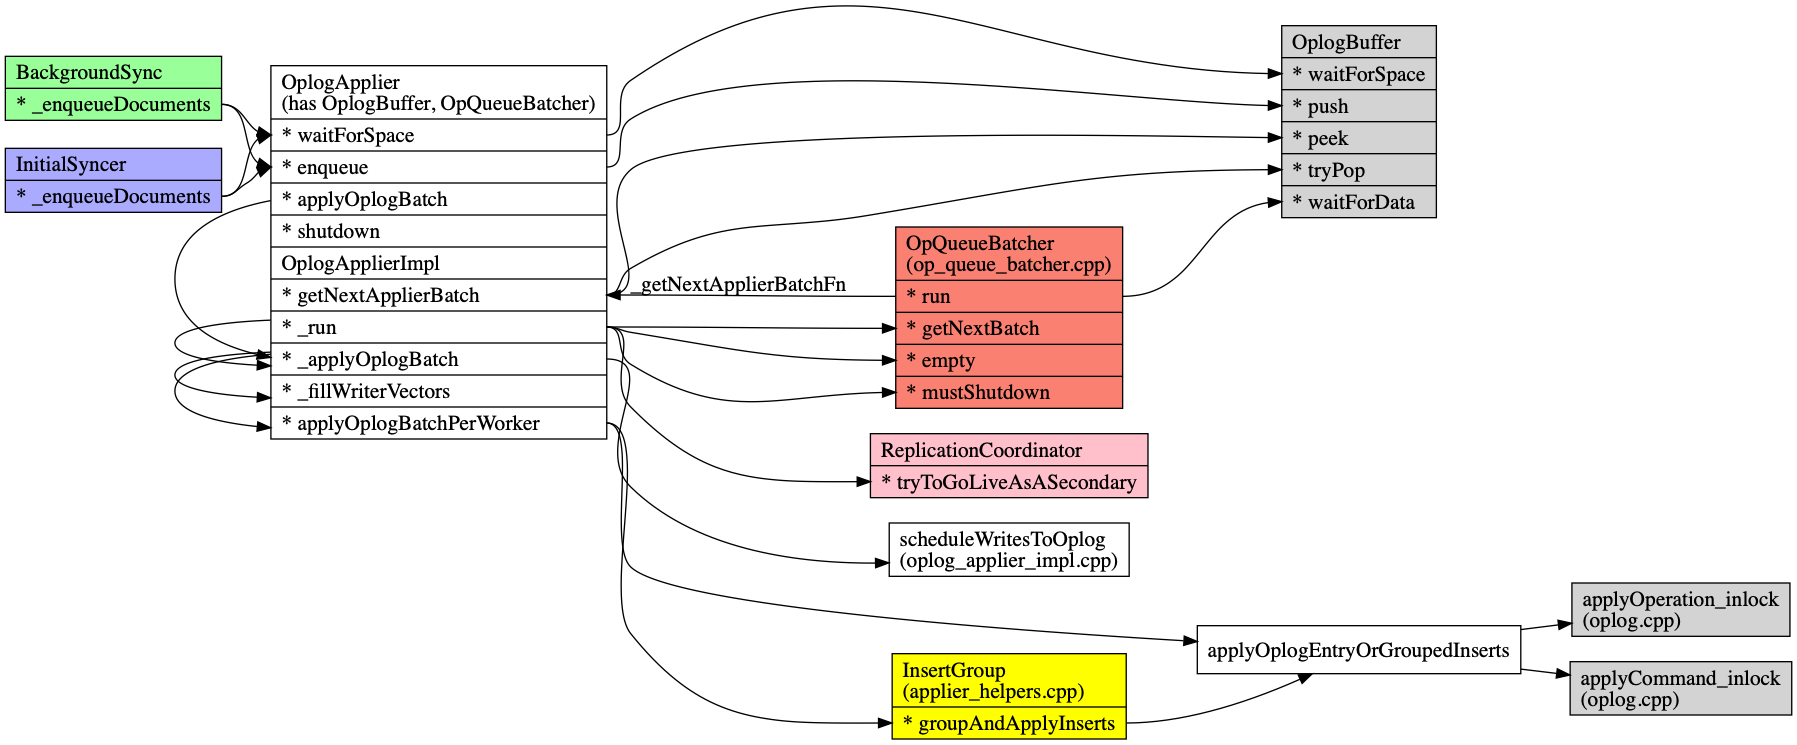 BackgroundSync
* _enqueueDocuments
InitialSyncer
* _enqueueDocuments
OplogApplier
(has OplogBuffer, OpQueueBatcher)
* waitForSpace
* enqueue
* applyOplogBatch
* shutdown
OplogApplierImpl
* getNextApplierBatch
* _run
* _applyOplogBatch
* _fillWriterVectors
* applyOplogBatchPerWorker
_getNextApplierBatchFn
OplogBuffer
* waitForSpace
* push
* peek
* tryPop
* waitForData
OpQueueBatcher
(op_queue_batcher.cpp)
* run
* getNextBatch
* empty
* mustShutdown
ReplicationCoordinator
* tryToGoLiveAsASecondary
scheduleWritesToOplog
(oplog_applier_impl.cpp)
InsertGroup
(applier_helpers.cpp)
* groupAndApplyInserts
applyOplogEntryOrGroupedInserts
applyOperation_inlock
(oplog.cpp)
applyCommand_inlock
(oplog.cpp)